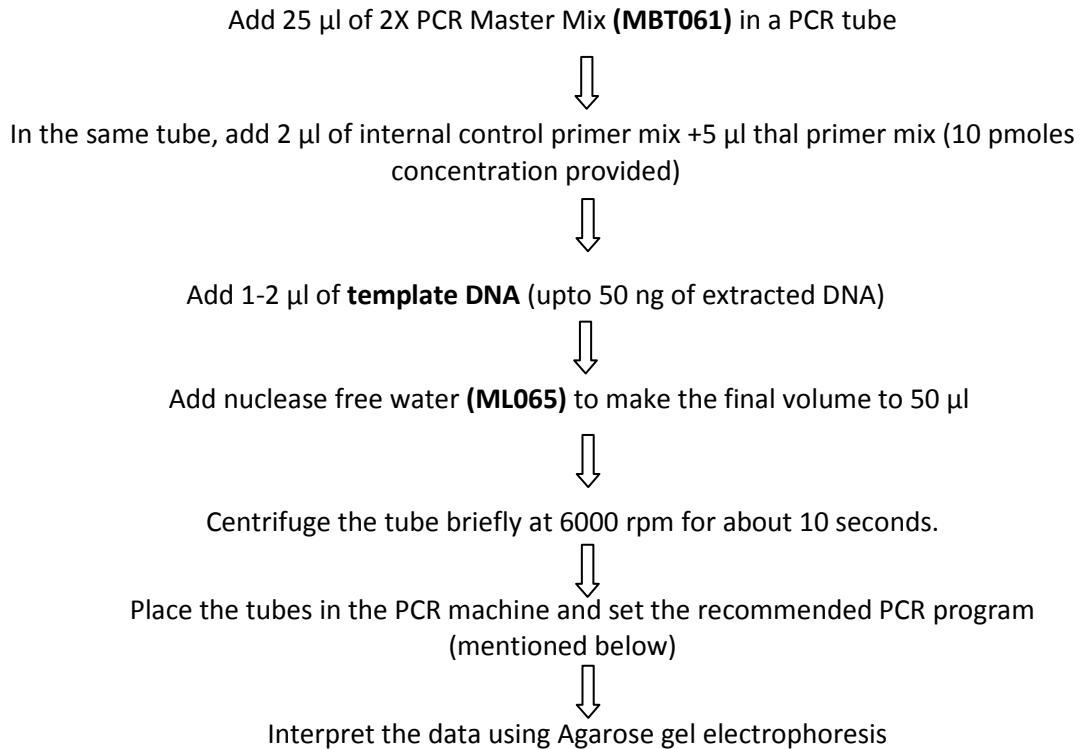 Add 25 µl of 2X PCR Master Mix (MBT061) in a PCR tube
In the same tube, add 2 µl of internal control primer mix +5 µl thal primer mix (10 pmoles
concentration provided)
Add 1-2 µl of template DNA (upto 50 ng of extracted DNA)
Add nuclease free water (ML065) to make the final volume to 50 µl
Centrifuge the tube briefly at 6000 rpm for about 10 seconds.
Place the tubes in the PCR machine and set the recommended PCR program
(mentioned below)
Interpret the data using Agarose gel electrophoresis